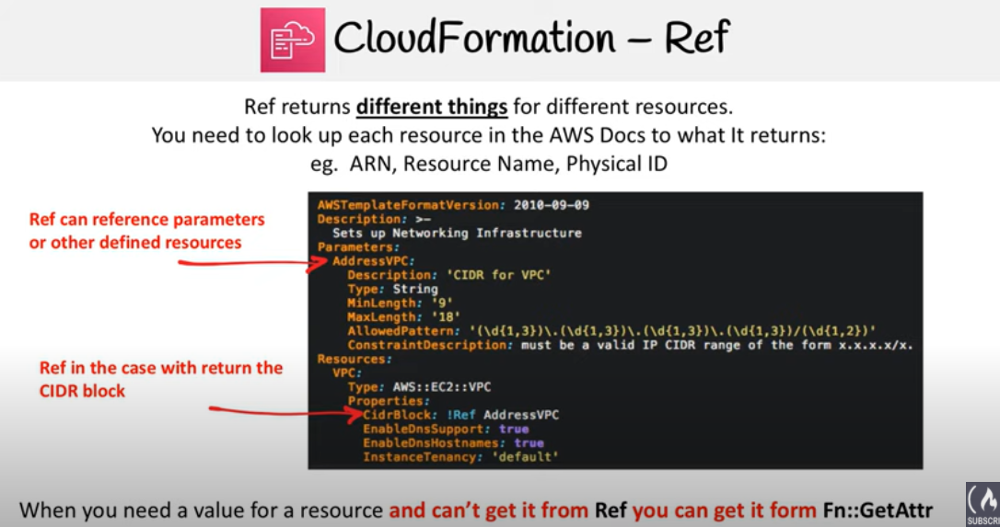 CloudFormation – Ref
Ref returns different things for different resources.
You need to look up each resource in the AWS Docs to what It returns:
eg. ARN, Resource Name, Physical ID
Ref can reference parameters
or other defined resources
AWSTemplateFormatVersion: 2010-09-09
Description: >-
Sets up Networking Infrastructure
Parameters:
AddressVPC:
Description: 'CIDR for VPC'
Type: String
MinLength: '9'
MaxLength: '18'
AllowedPattern: '(\d{1,3})\.(\d{1,3})\.(\d{1,3})\.(\d{1,3})/(\d{1,2})'
ConstraintDescription: must be a valid IP CIDR range of the form x.x.x.x/x.
Resources:
VPC:
Type: AWS::EC2::VPC
Properties:
CidrBlock: !Ref AddressVPC
EnableDnsSupport: true
EnableDnsHostnames: true
InstanceTenancy: 'default'
Ref in the case with return the
CIDR block
When you need a value for a resource and can't get it from Ref you can get it form Fn::GetAttr
SUBSCRI